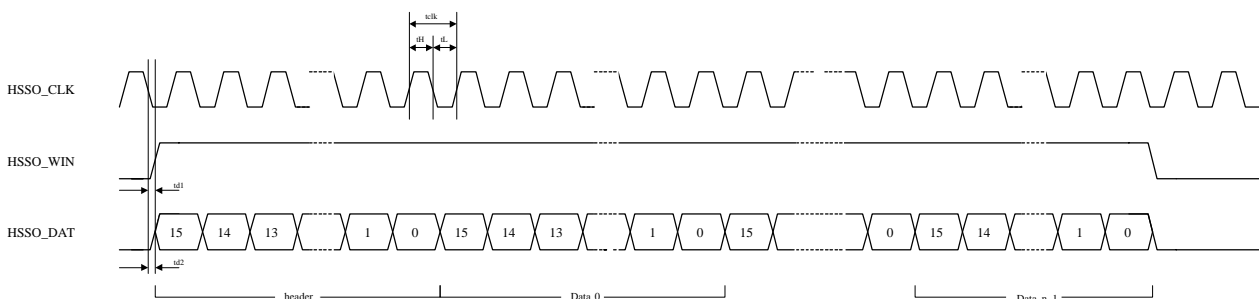 tclk
tH tL
HSSO_CLK
HSSO_WIN
td1
HSSO_DAT 15 14 13 1 0 15 14 13 1 0 15 0 15 14 1 0
td2
header Data_0 Data_n-1